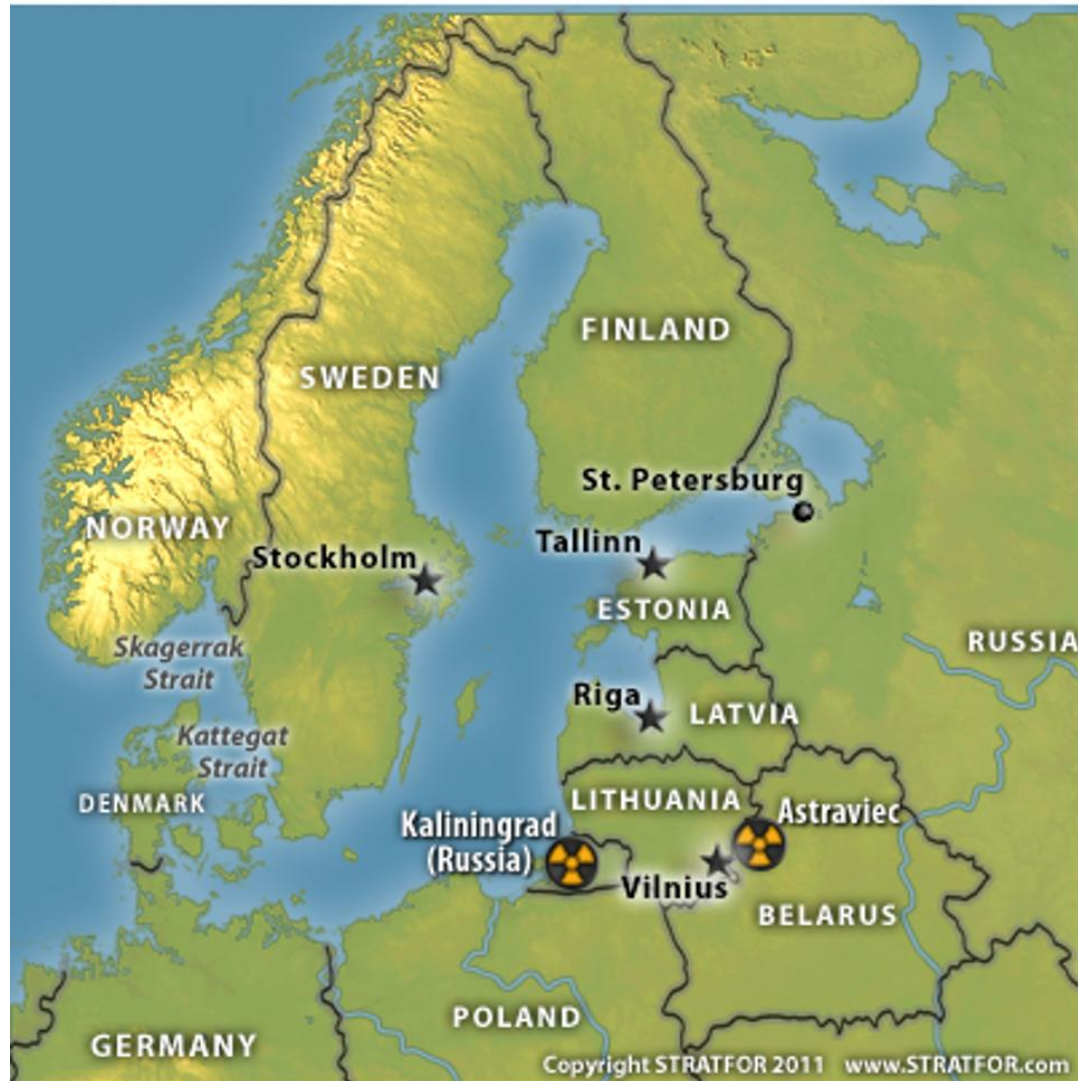 FINLAND
SWEDEN
St. Petersburg
NORWAY
Tallinn
Stockholm
ESTONIA
RUSSIA
Skagerrak
Strait
Riga
LATVIA
Kattegat
Strait
DENMARK
LITHUANIA
Astraviec
Kaliningrad
(Russia)
Vilnius
BELARUS
POLAND
GERMANY
Copyright STRATFOR 2011 www.STRATFOR.com